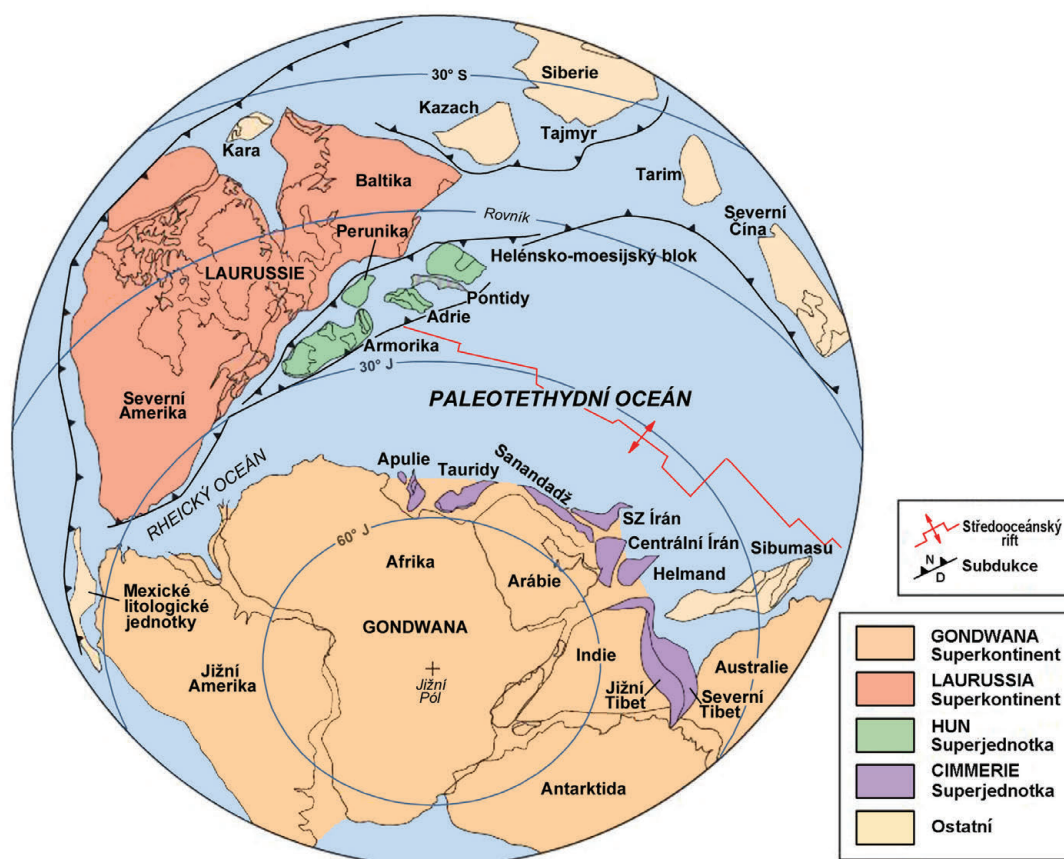 30° S
Siberie
Kazach
Tajmyr
Kara
Baltika
Tarim
Severní
Čína
Rovník
Perunika
Helénsko-moesijský blok
LAURUSSIE
Pontidy
Adrie
Armorika
30° J
Severní
Amerika
PALEOTETHYDNÍ OCEÁN
RHEICKÝ OCEÁN
Apulie
Tauridy
Sanandadž
SZ Írán
60° J
Centrální Írán
Sibumasu
Afrika
Arábie
Helmand
Mexické
litologické
jednotky
GONDWANA
Jižní
Amerika
Jižní
Pól
Indie
Australie
Jižní
Tibet
Severní
Tibet
Antarktida
Středooceánský
rift
N
D
Subdukce
GONDWANA
Superkontinent
LAURUSSIA
Superkontinent
HUN
Superjednotka
CIMMERIE
Superjednotka
Ostatní